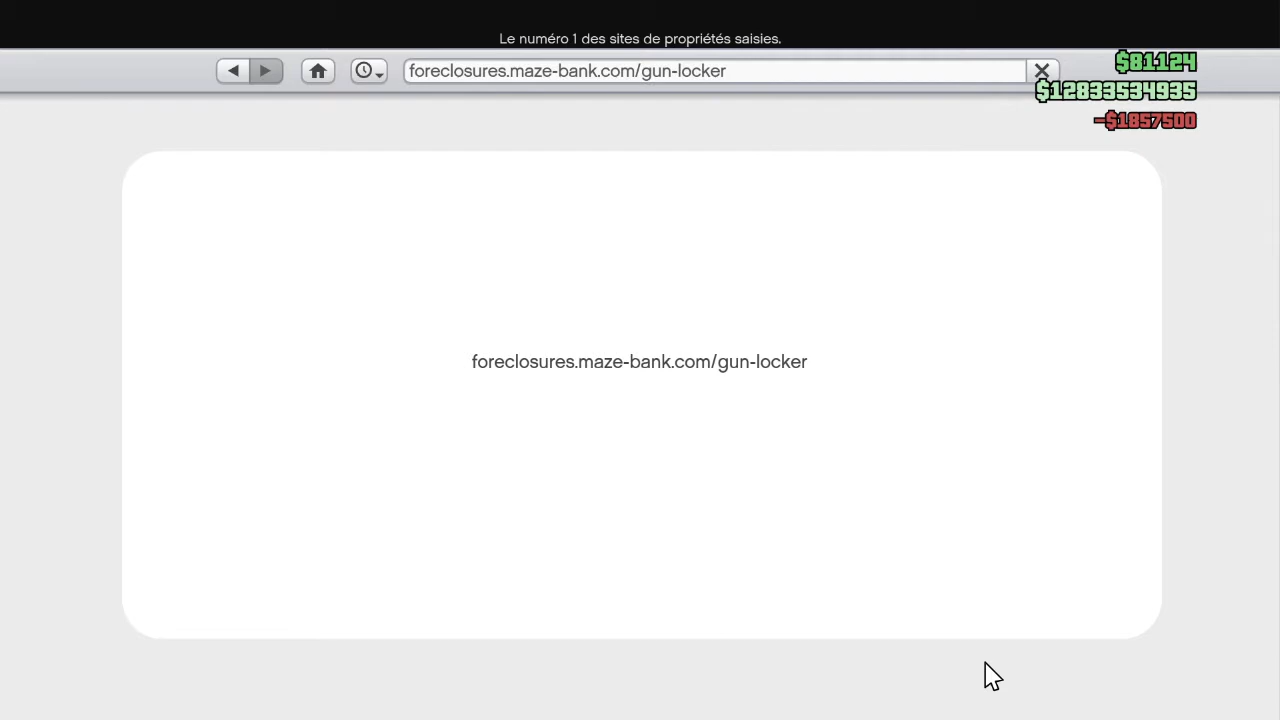 Le numéro 1 des sites de propriétés saisies.
foreclosures.maze-bank.com/gun-locker
$81124
$12833534935
-$1857500
foreclosures.maze-bank.com/gun-locker